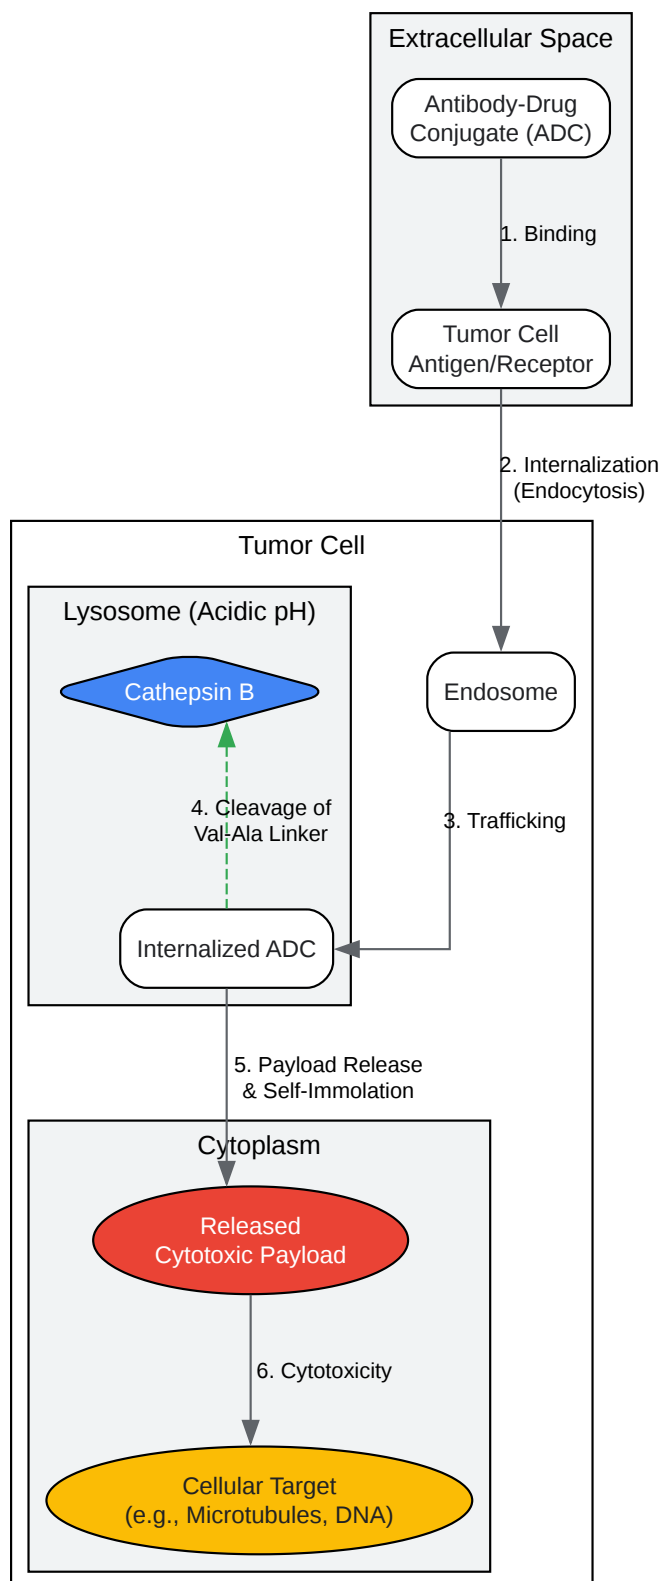 Extracellular Space
Antibody-Drug
Conjugate (ADC)
1. Binding
Tumor Cell
Antigen/Receptor
2. Internalization
(Endocytosis)
Tumor Cell
Lysosome (Acidic pH)
Cathepsin B
Endosome
4. Cleavage of
Val-Ala Linker
3. Trafficking
Internalized ADC
5. Payload Release
& Self-Immolation
Cytoplasm
Released
Cytotoxic Payload
6. Cytotoxicity
Cellular Target
(e.g., Microtubules, DNA)